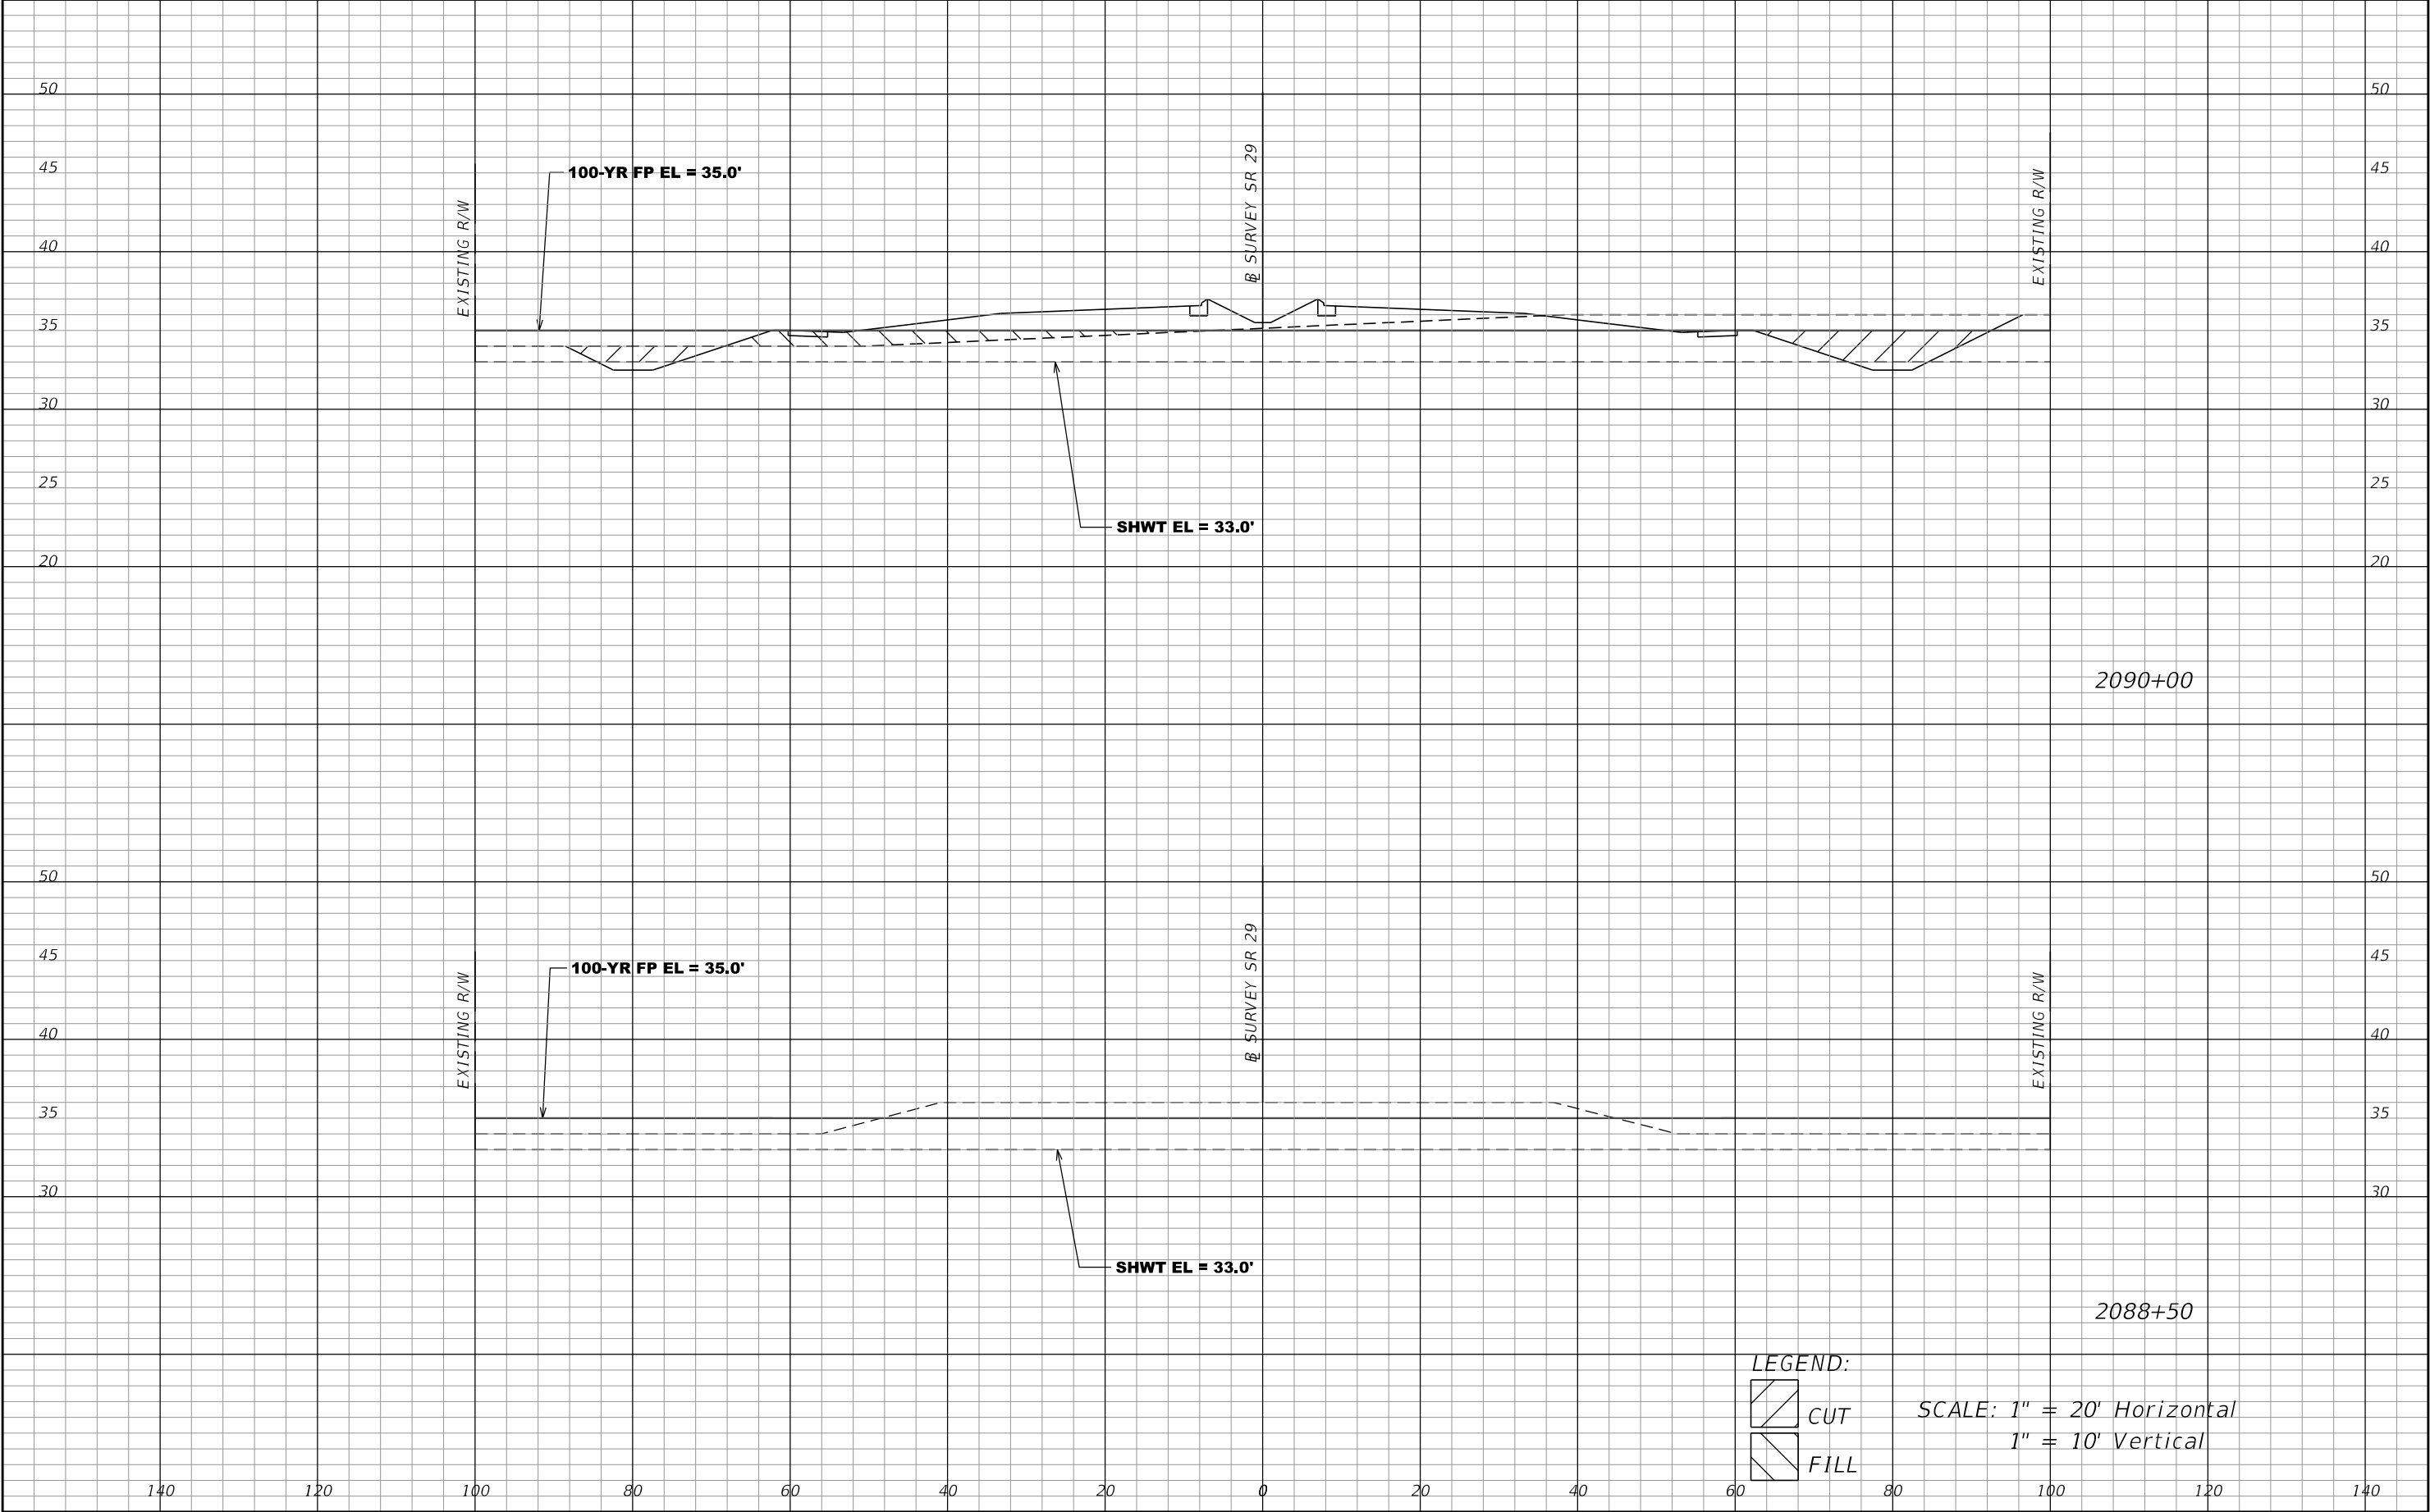 50 50
45 45
100-YR FP EL = 35.0'
EXISTING R/W
℄ SURVEY SR 29
EXISTING R/W
40 40
35 35
30 30
25 25
SHWT EL = 33.0'
20 20
2090+00
50 50
45 45
100-YR FP EL = 35.0'
EXISTING R/W
SURVEY SR 29
EXISTING R/W
40 40
35 35
30 30
SHWT EL = 33.0'
2088+50
LEGEND:
CUT
FILL
SCALE: 1" = 20' Horizontal
1" = 10' Vertical
140 120 100 80 60 40 20 0 20 40 60 80 100 120 140